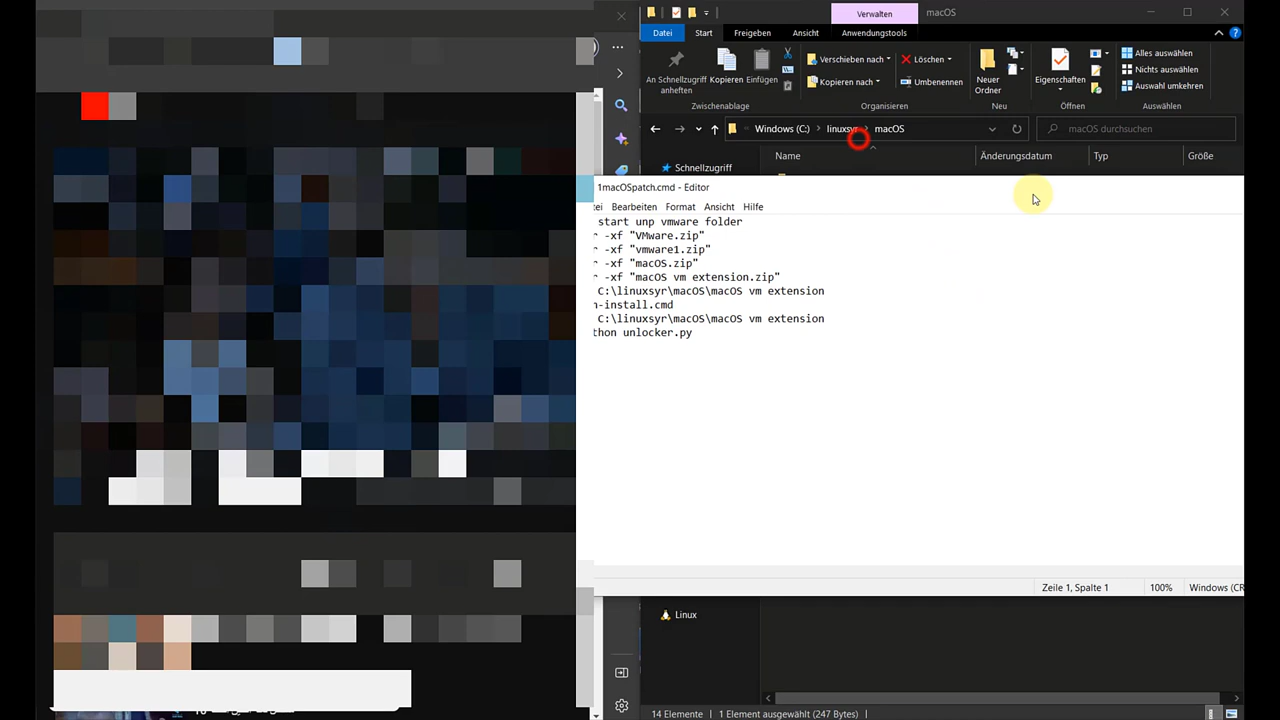 Verwalten
macOS
Datei
Start
Freigeben
Ansicht
Anwendungstools
An Schnellzugriff
anheften
Kopieren
Einfügen
Verschieben nach
Kopieren nach
Löschen
Umbenennen
Neuer
Ordner
Eigenschaften
Alles auswählen
Nichts auswählen
Auswahl umkehren
Zwischenablage
Organisieren
Neu
Öffnen
Auswählen
Windows (C:)
linuxsyr
macOS
macOS durchsuchen
Schnellzugriff
Name
Änderungsdatum
Typ
Größe
1macOSpatch.cmd - Editor
ei
Bearbeiten
Format
Ansicht
Hilfe
start unp vmware folder
r -xf "VMware.zip"
r -xf "vmware1.zip"
r -xf "macOS.zip"
r -xf "macOS vm extension.zip"
C:\linuxsyr\macOS\macOS vm extension
n-install.cmd
C:\linuxsyr\macOS\macOS vm extension
thon unlocker.py
Zeile 1, Spalte 1
100%
Windows (CR
Linux
14 Elemente
1 Element ausgewählt (247 Bytes)